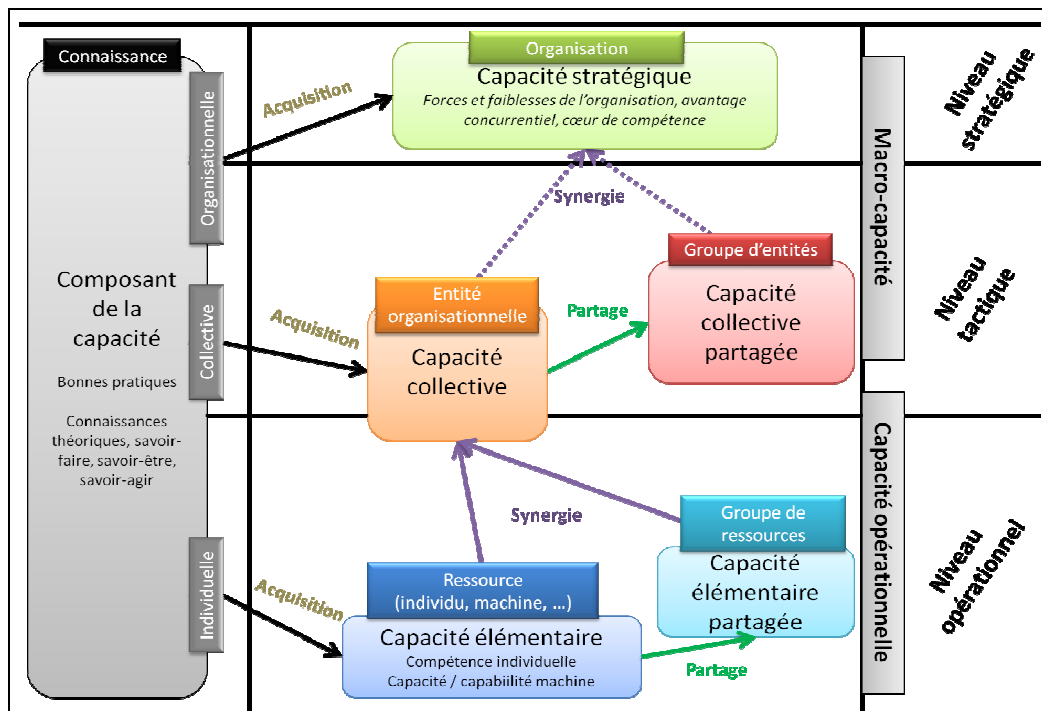 Connaissance
Organisationnelle
Composant
de la
capacité
Bonnes pratiques
Connaissances
théoriques, savoir-
faire, savoir-être,
savoir-agir
Collective
Individuelle
Acquisition
Organisation
Capacité stratégique
Forces et faiblesses de l'organisation, avantage
concurrentiel, cœur de compétence
Synergie
Acquisition
Entité
organisationnelle
Capacité
collective
Partage
Groupe d'entités
Capacité
collective
partagée
Synergie
Acquisition
Ressource
(individu, machine, ...)
Capacité élémentaire
Compétence individuelle
Capacité / capabiilité machine
Partage
Groupe de
ressources
Capacité
élémentaire
partagée
Macro-capacité
Capacité opérationnelle
Niveau
stratégique
Niveau
tactique
Niveau
opérationnel